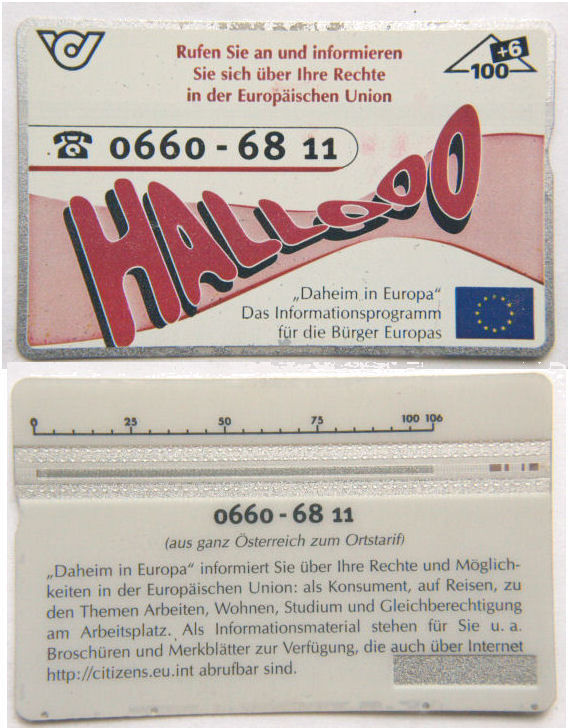 Rufen Sie an und informieren
Sie sich über Ihre Rechte
in der Europäischen Union
+6
100
0660 - 68 11
HALLOOO
„Daheim in Europa“
Das Informationsprogramm
für die Bürger Europas
0 25 50 75 100 106
0660 - 68 11
(aus ganz Österreich zum Ortstarif)
„Daheim in Europa“ informiert Sie über Ihre Rechte und Möglich-
keiten in der Europäischen Union: als Konsument, auf Reisen, zu
den Themen Arbeiten, Wohnen, Studium und Gleichberechtigung
am Arbeitsplatz. Als Informationsmaterial stehen für Sie u. a.
Broschüren und Merkblätter zur Verfügung, die auch über Internet
http://citizens.eu.int abrufbar sind.